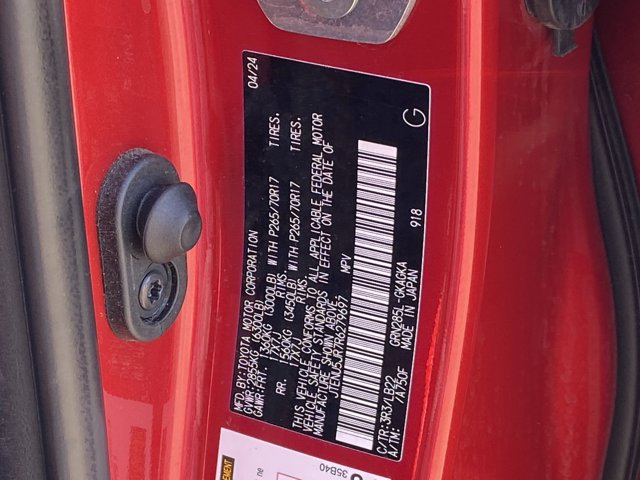 MFD.BY:TOYOTA MOTOR CORPORATION 04/24
GVWR:2855KG(6300LB)
GAWR:FRT. 1360KG(3000LB) WITH P265/70R17 TIRES.
17X7J RIMS.
RR. 1560KG(3450LB) WITH P265/70R17 TIRES.
17X7J RIMS.
THIS VEHICLE CONFORMS TO ALL APPLICABLE FEDERAL MOTOR
VEHICLE SAFETY STANDARDS IN EFFECT ON THE DATE OF
MANUFACTURE SHOWN ABOVE.
MPV
C/TR:3R3/LB22 GRN285L-GKAGKA 918
A/TM: /A750F MADE IN JAPAN G
35B40